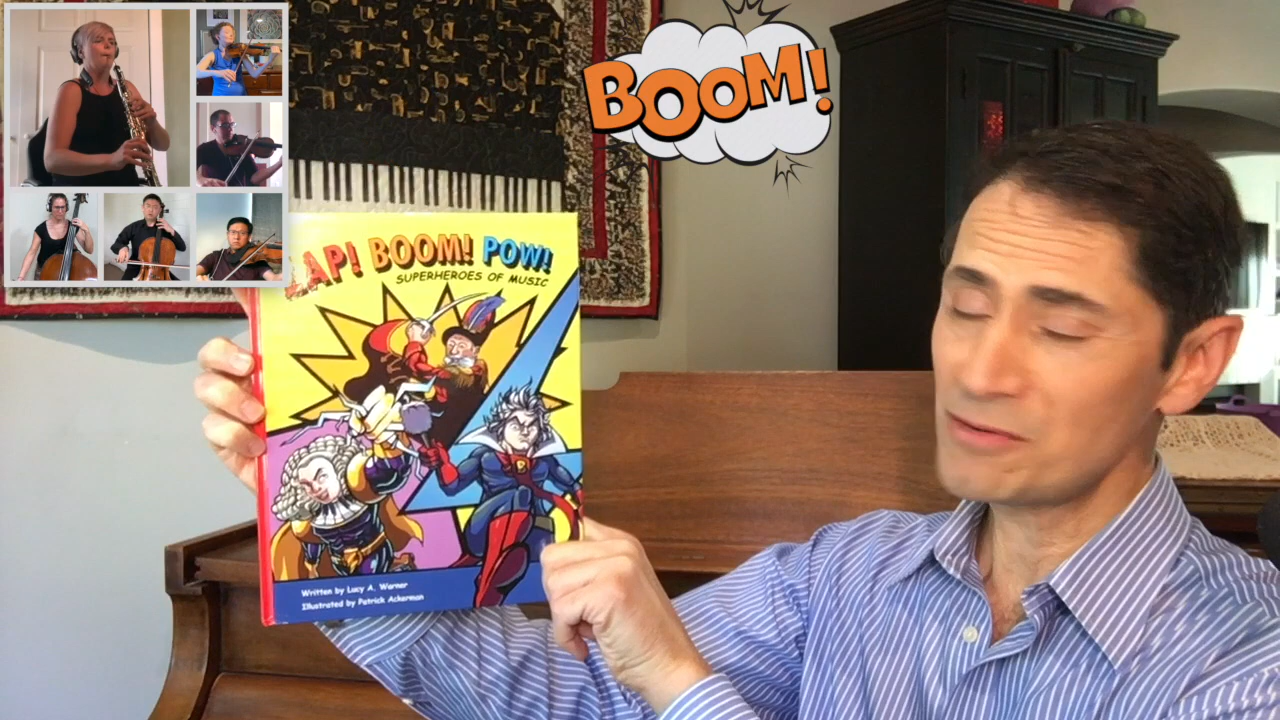 BOOM!
AP! BOOM! POW!
SUPERHEROES OF MUSIC
B
Written by Lucy A. Warner
Illustrated by Patrick Ackerman